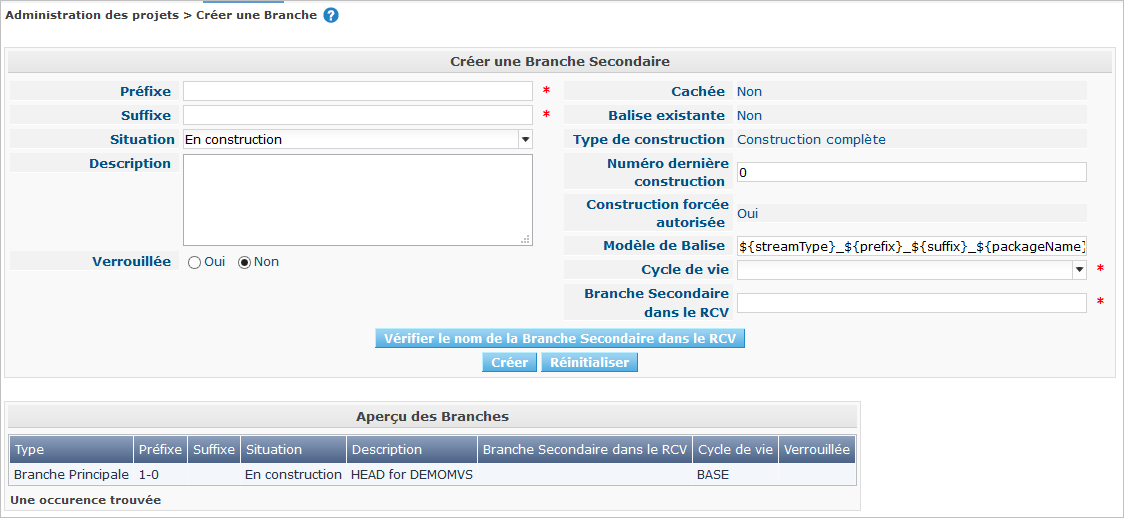 Administration des projets > Créer une Branche ?
Créer une Branche Secondaire
Préfixe *
Suffixe *
Situation En construction
Description
Verrouillée Oui Non
Cachée Non
Balise existante Non
Type de construction Construction complète
Numéro dernière
construction 0
Construction forcée
autorisée Oui
Modèle de Balise ${streamType}_${prefix}_${suffix}_${packageName}
Cycle de vie *
Branche Secondaire
dans le RCV *
Vérifier le nom de la Branche Secondaire dans le RCV
Créer Réinitialiser
Aperçu des Branches
Type Préfixe Suffixe Situation Description Branche Secondaire dans le RCV Cycle de vie Verrouillée
Branche Principale 1-0 En construction HEAD for DEMOMVS BASE
Une occurence trouvée